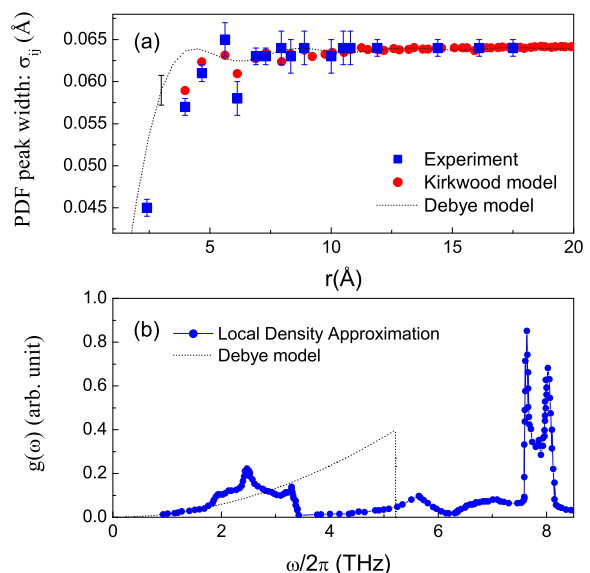 (a)
PDF peak width: σij (Å)
0.065
0.060
0.055
0.050
0.045
Experiment
Kirkwood model
Debye model
5
10
15
20
r(Å)
(b)
g(ω) (arb. unit)
1.0
0.8
0.6
0.4
0.2
0.0
Local Density Approximation
Debye model
0
2
4
6
8
ω/2π (THz)